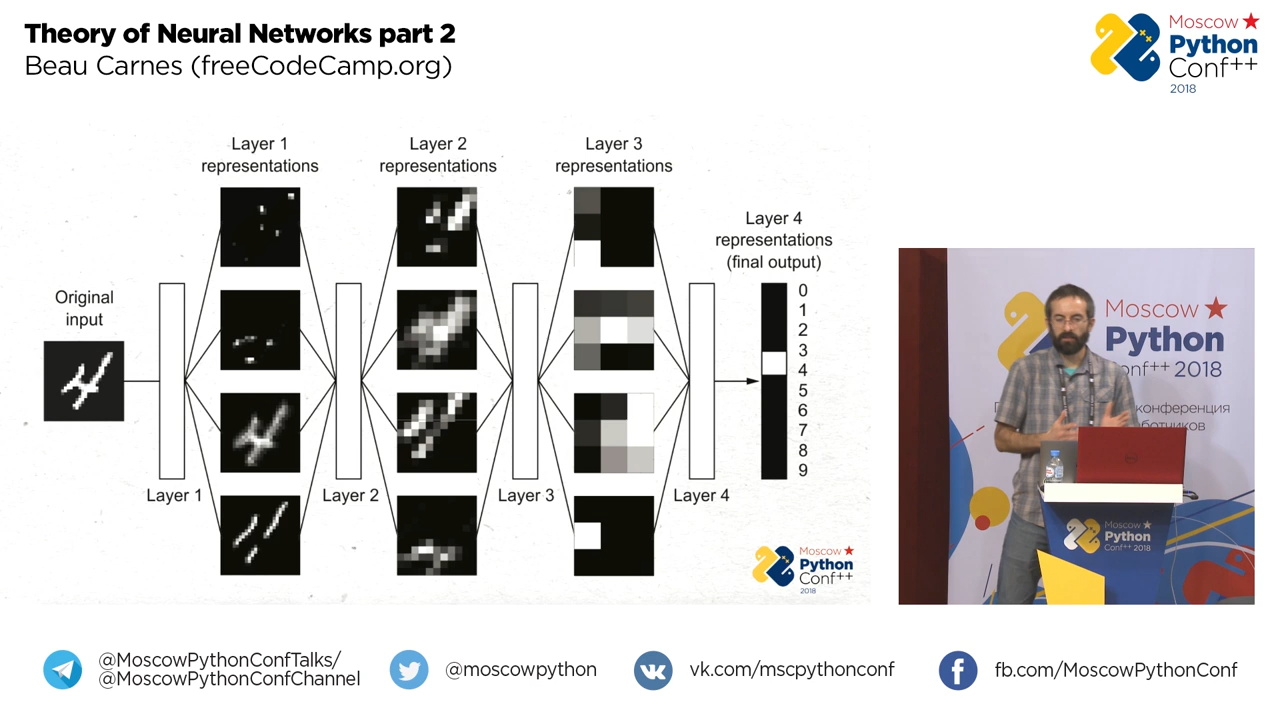 Theory of Neural Networks part 2
Beau Carnes (freeCodeCamp.org)
Moscow
Python
Conf++
2018
Layer 1
representations
Layer 2
representations
Layer 3
representations
Layer 4
representations
(final output)
Original
input
0
1
2
3
4
5
6
7
8
9
Layer 1
Layer 2
Layer 3
Layer 4
Moscow
Python
Conf++
2018
Moscow
Python
onf++ 2018
конференция
Moscow
Python
Conf++ 2018
@MoscowPythonConfTalks/
@MoscowPythonConfChannel
@moscowpython
vk.com/mscpythonconf
fb.com/MoscowPythonConf